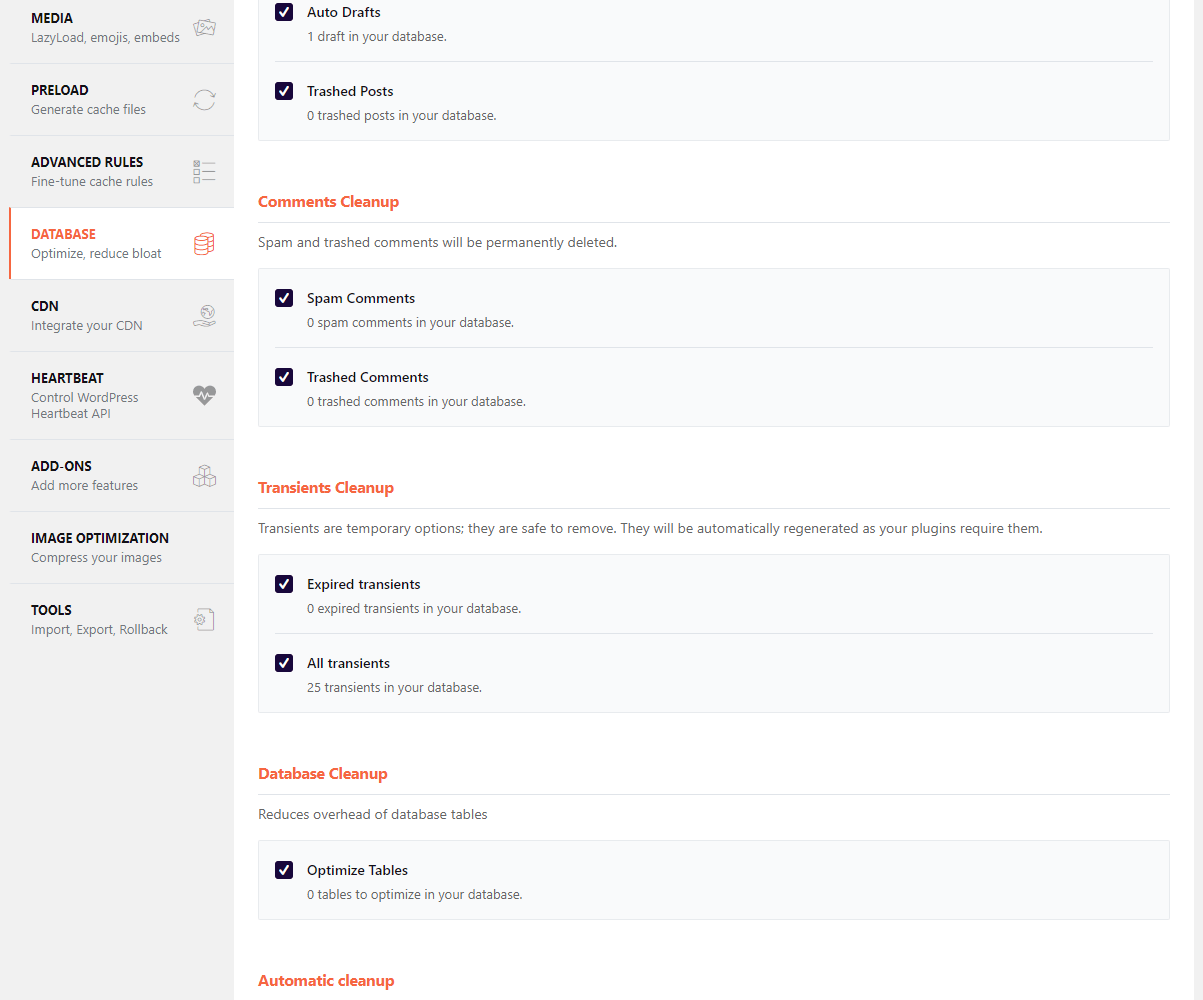 MEDIA
LazyLoad, emojis, embeds
PRELOAD
Generate cache files
ADVANCED RULES
Fine-tune cache rules
DATABASE
Optimize, reduce bloat
CDN
Integrate your CDN
HEARTBEAT
Control WordPress
Heartbeat API
ADD-ONS
Add more features
IMAGE OPTIMIZATION
Compress your images
TOOLS
Import, Export, Rollback
Auto Drafts
1 draft in your database.
Trashed Posts
0 trashed posts in your database.
Comments Cleanup
Spam and trashed comments will be permanently deleted.
Spam Comments
0 spam comments in your database.
Trashed Comments
0 trashed comments in your database.
Transients Cleanup
Transients are temporary options; they are safe to remove. They will be automatically regenerated as your plugins require them.
Expired transients
0 expired transients in your database.
All transients
25 transients in your database.
Database Cleanup
Reduces overhead of database tables
Optimize Tables
0 tables to optimize in your database.
Automatic cleanup